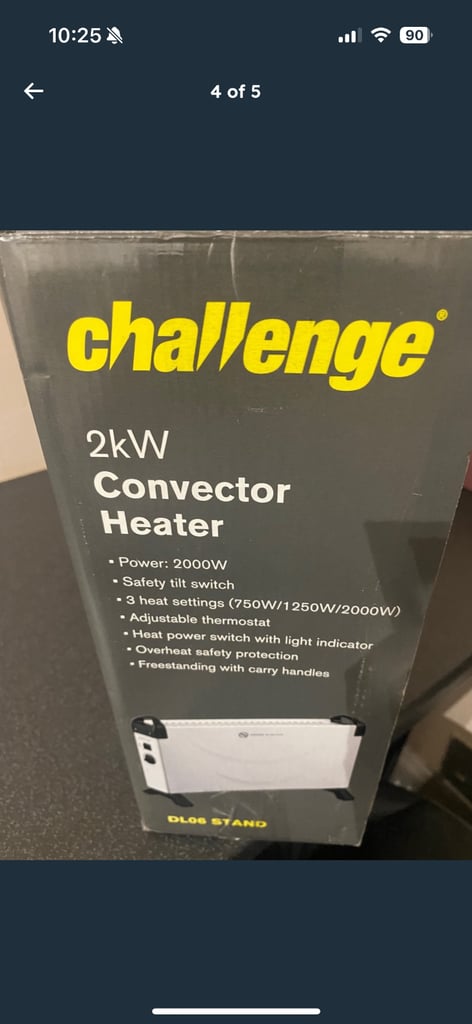 10:25
90
4 of 5
challenge®
2kW
Convector
Heater
• Power: 2000W
• Safety tilt switch
• 3 heat settings (750W/1250W/2000W)
• Adjustable thermostat
• Heat power switch with light indicator
• Overheat safety protection
• Freestanding with carry handles
DL06 STAND